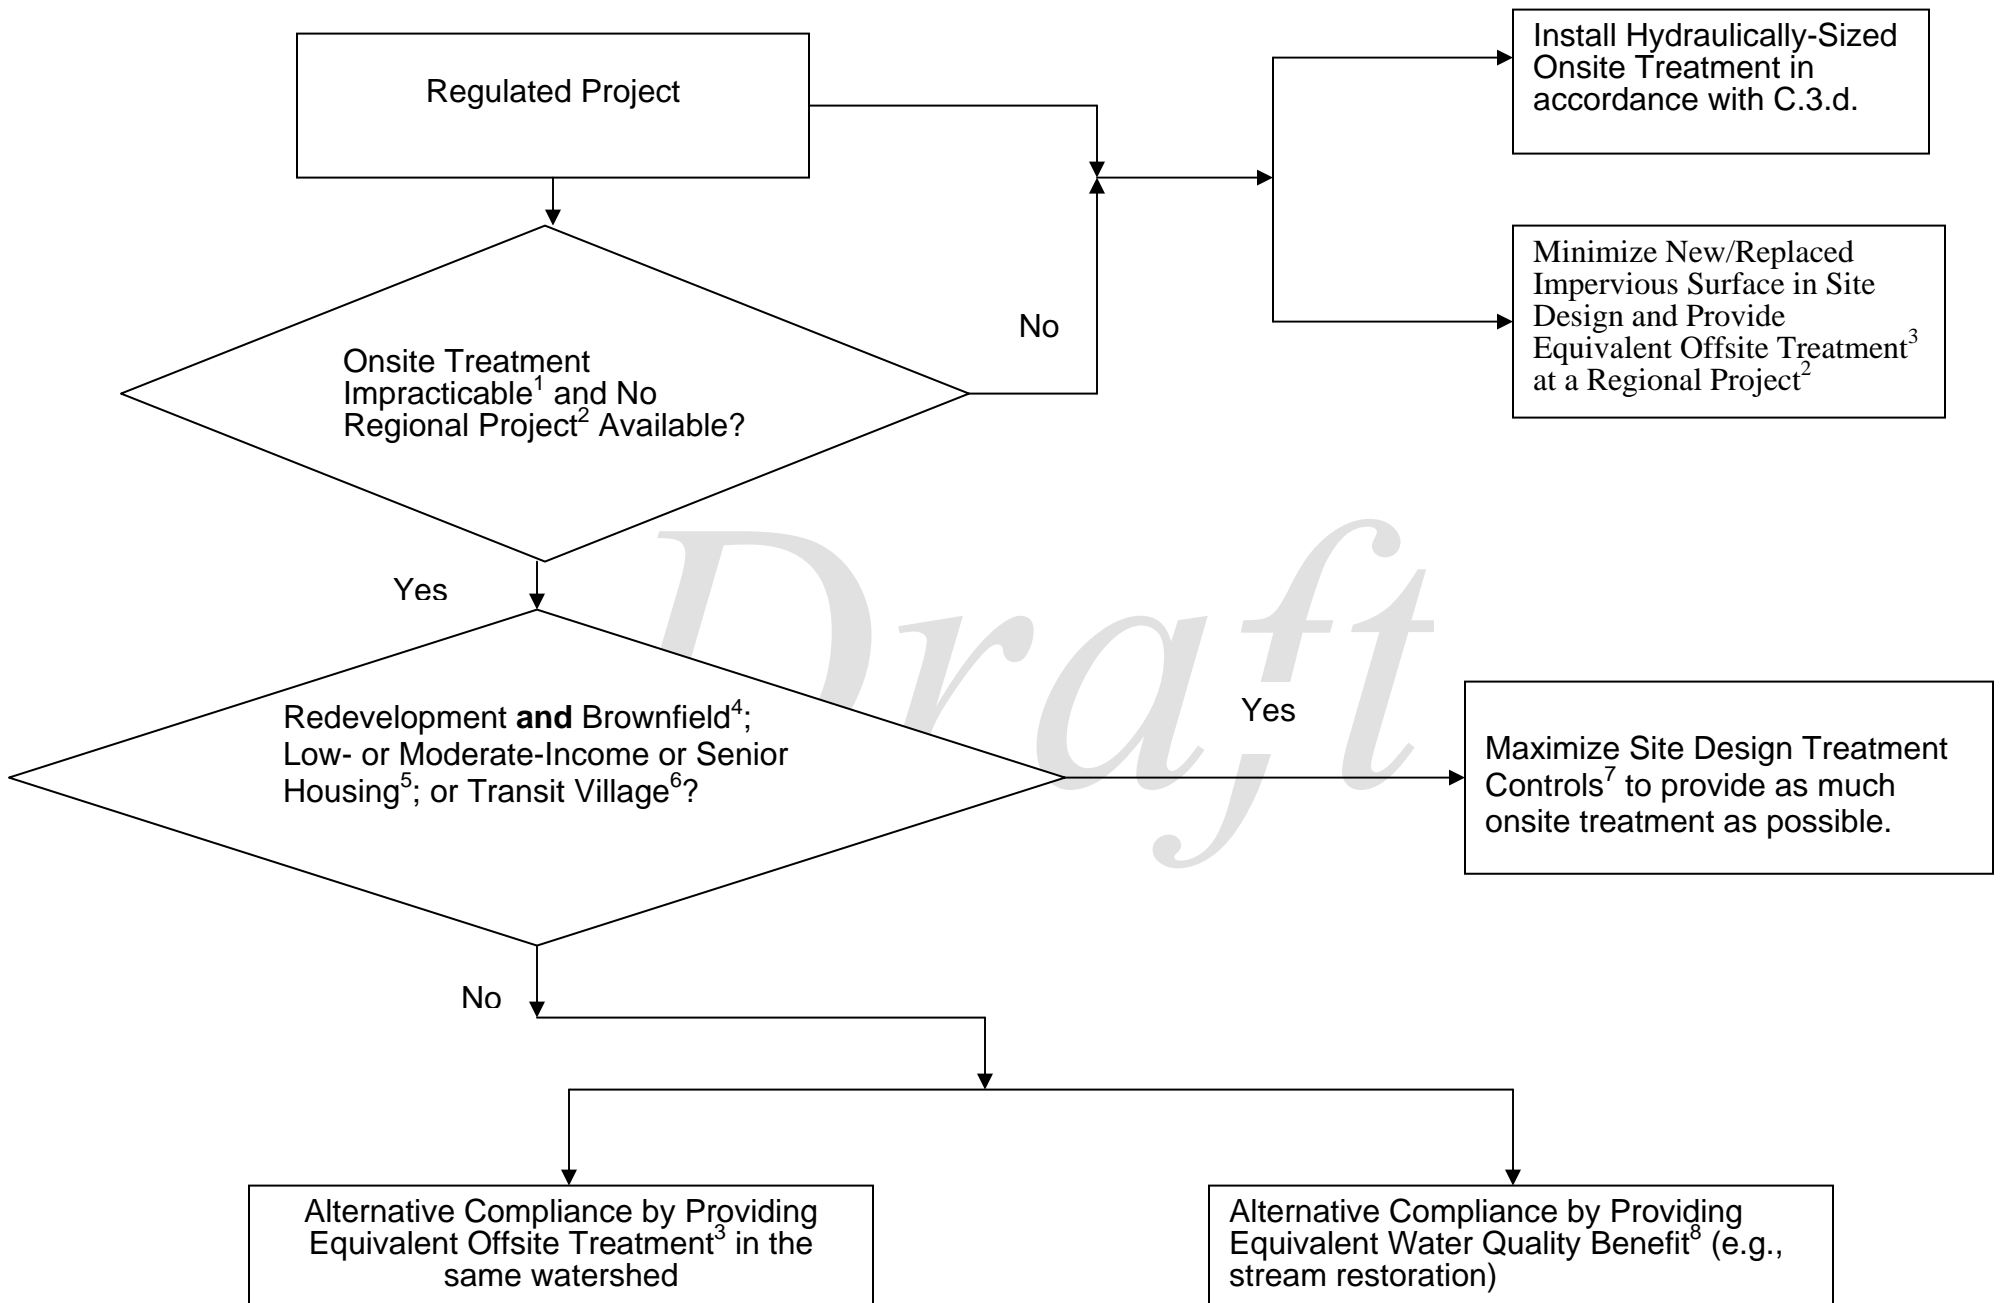 Regulated Project
Install Hydraulically-Sized
Onsite Treatment in
accordance with C.3.d.
Minimize New/Replaced
Impervious Surface in Site
Design and Provide
Equivalent Offsite Treatment³
at a Regional Project²
No
Onsite Treatment
Impracticable¹ and No
Regional Project² Available?
Yes
Draft
Redevelopment and Brownfield⁴;
Low- or Moderate-Income or Senior
Housing⁵; or Transit Village⁶?
Yes
Maximize Site Design Treatment
Controls⁷ to provide as much
onsite treatment as possible.
No
Alternative Compliance by Providing
Equivalent Offsite Treatment³ in the
same watershed
Alternative Compliance by Providing
Equivalent Water Quality Benefit⁸ (e.g.,
stream restoration)